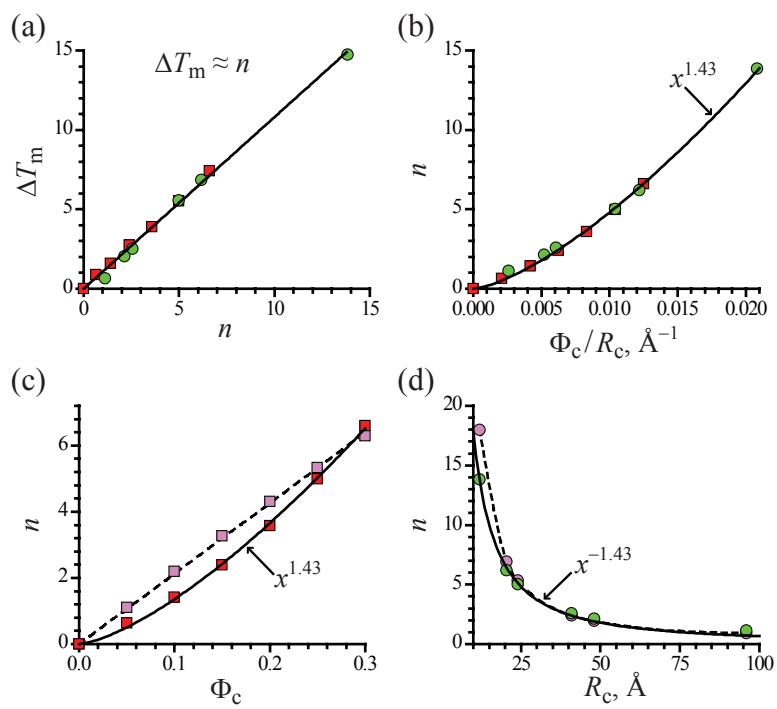 (a)
15
ΔTm ≈ n
10
ΔTm
5
0
0 5 10 15
n
(b)
15
x^1.43
10
n
5
0
0.000 0.005 0.010 0.015 0.020
Φc/Rc, Å⁻¹
(c)
6
4
n
2
x^1.43
0
0.0 0.1 0.2 0.3
Φc
(d)
20
15
n
10
x^−1.43
5
0
25 50 75 100
Rc, Å